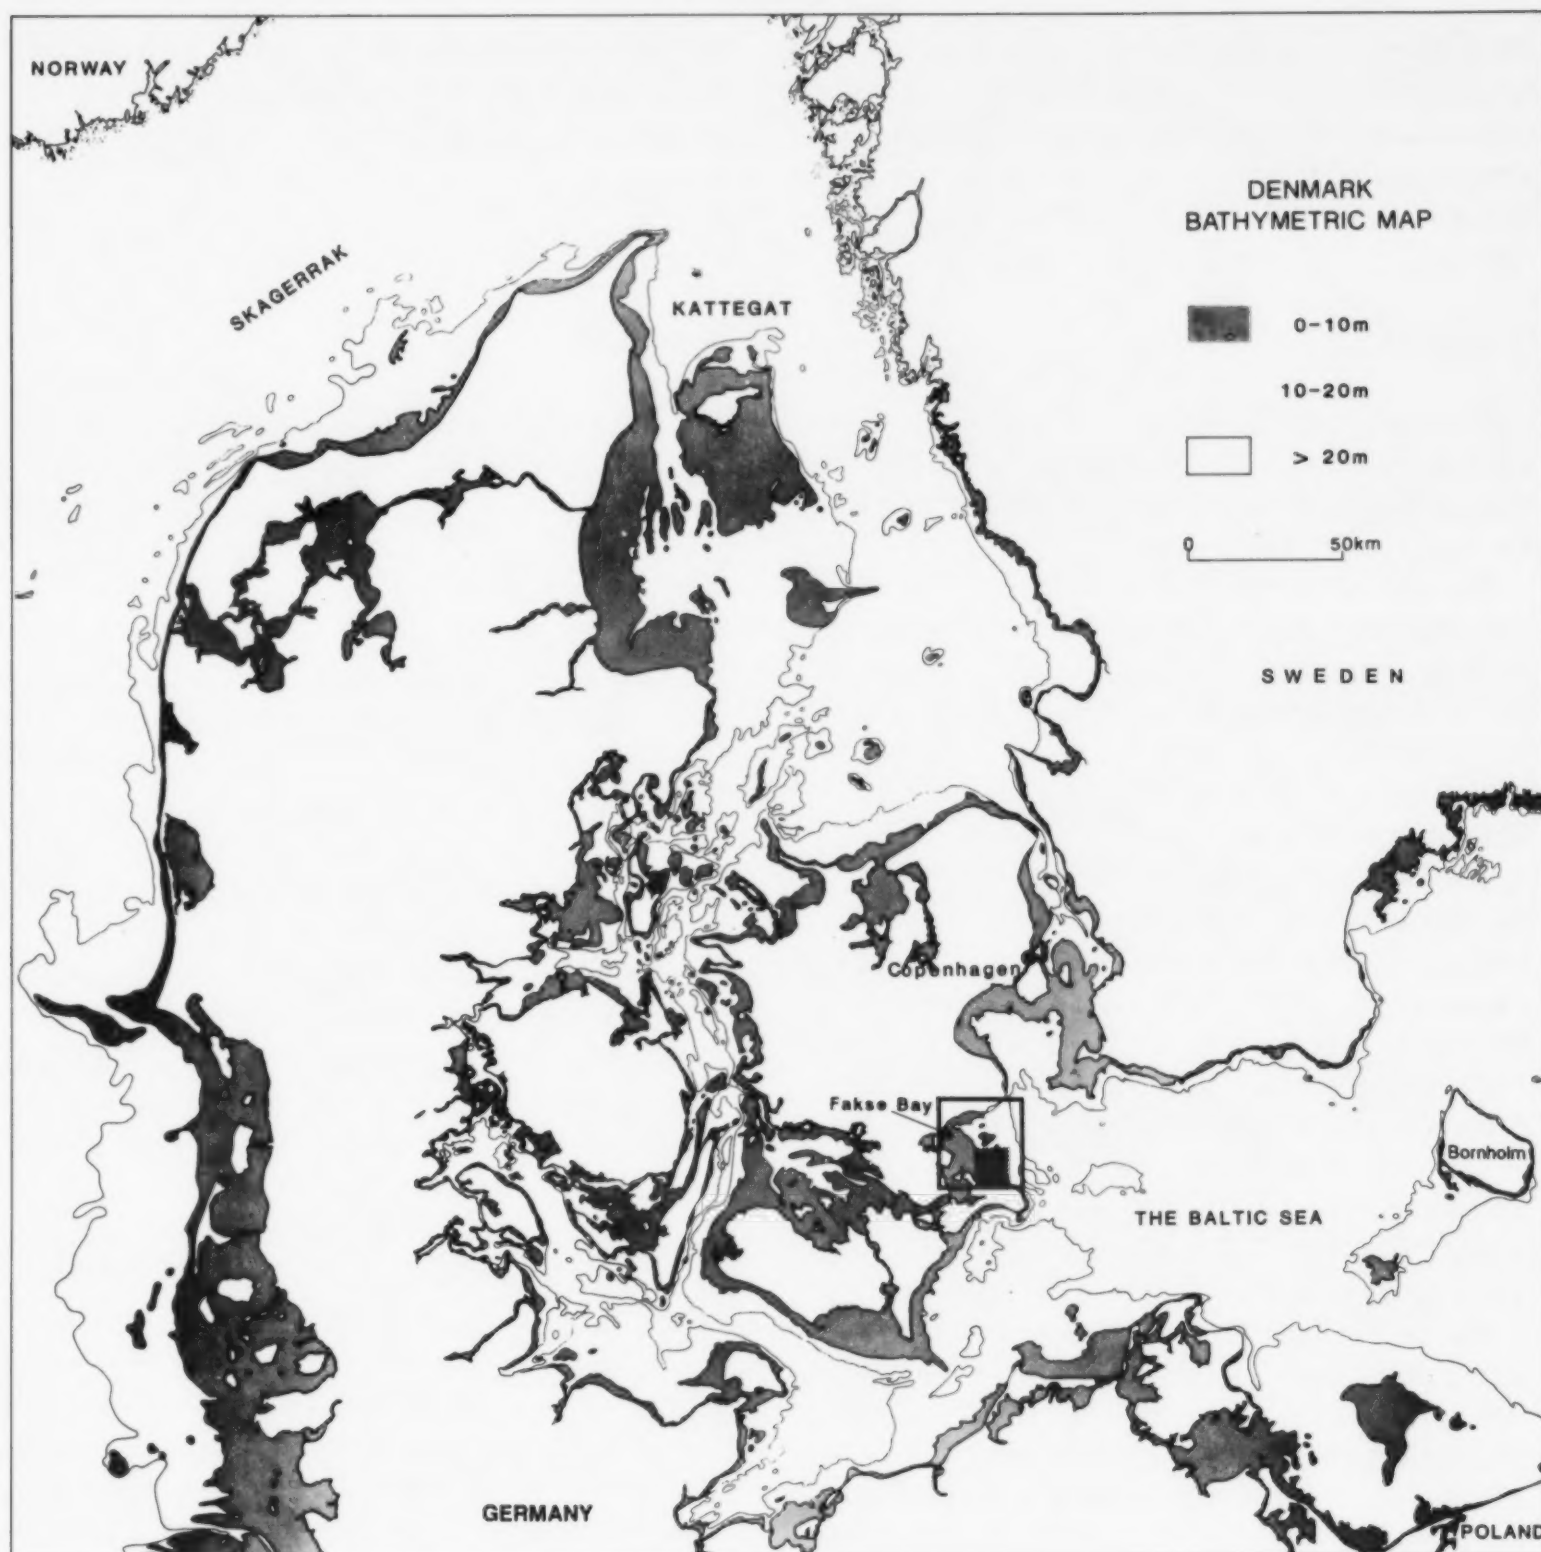 NORWAY
DENMARK
BATHYMETRIC MAP
SKAGERRAK
KATTEGAT
0-10m
10-20m
> 20m
0 50km
SWEDEN
Copenhagen
Fakse Bay
Bornholm
THE BALTIC SEA
GERMANY
POLAND